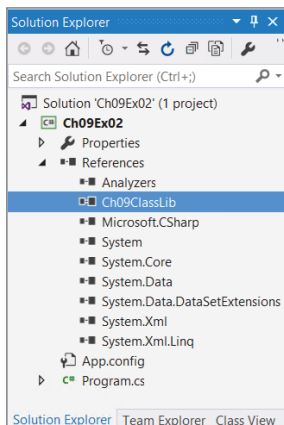 Solution Explorer
Search Solution Explorer (Ctrl+;)
Solution 'Ch09Ex02' (1 project)
C# Ch09Ex02
Properties
References
Analyzers
Ch09ClassLib
Microsoft.CSharp
System
System.Core
System.Data
System.Data.DataSetExtensions
System.Xml
System.Xml.Linq
App.config
C# Program.cs
Solution Explorer Team Explorer Class View